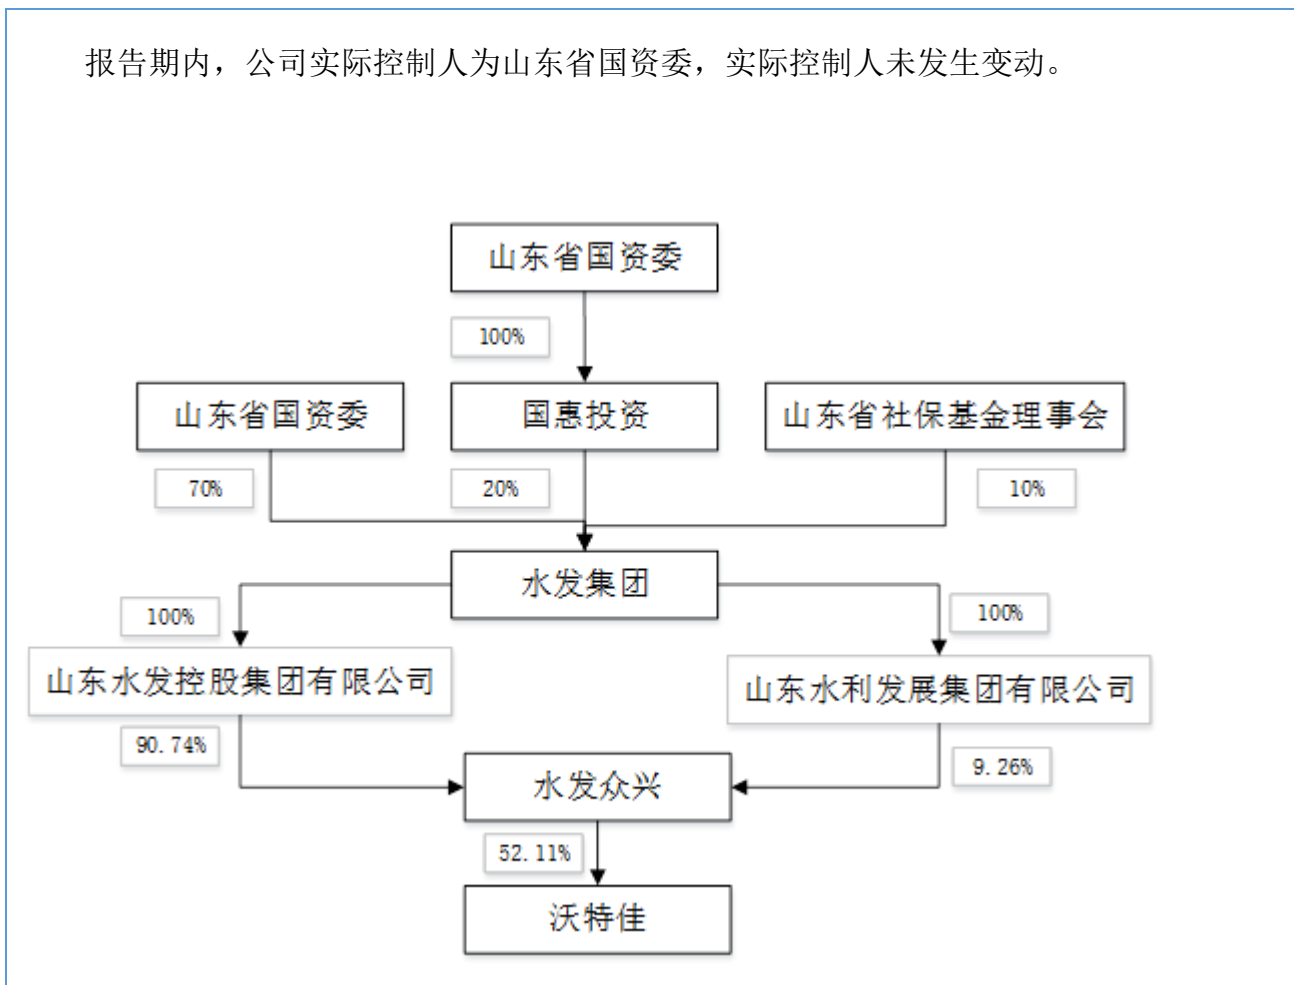 报告期内，公司实际控制人为山东省国资委，实际控制人未发生变动。
山东省国资委
100%
山东省国资委
国惠投资
山东省社保基金理事会
70%
20%
10%
水发集团
100%
100%
山东水发控股集团有限公司
山东水利发展集团有限公司
90.74%
9.26%
水发众兴
52.11%
沃特佳